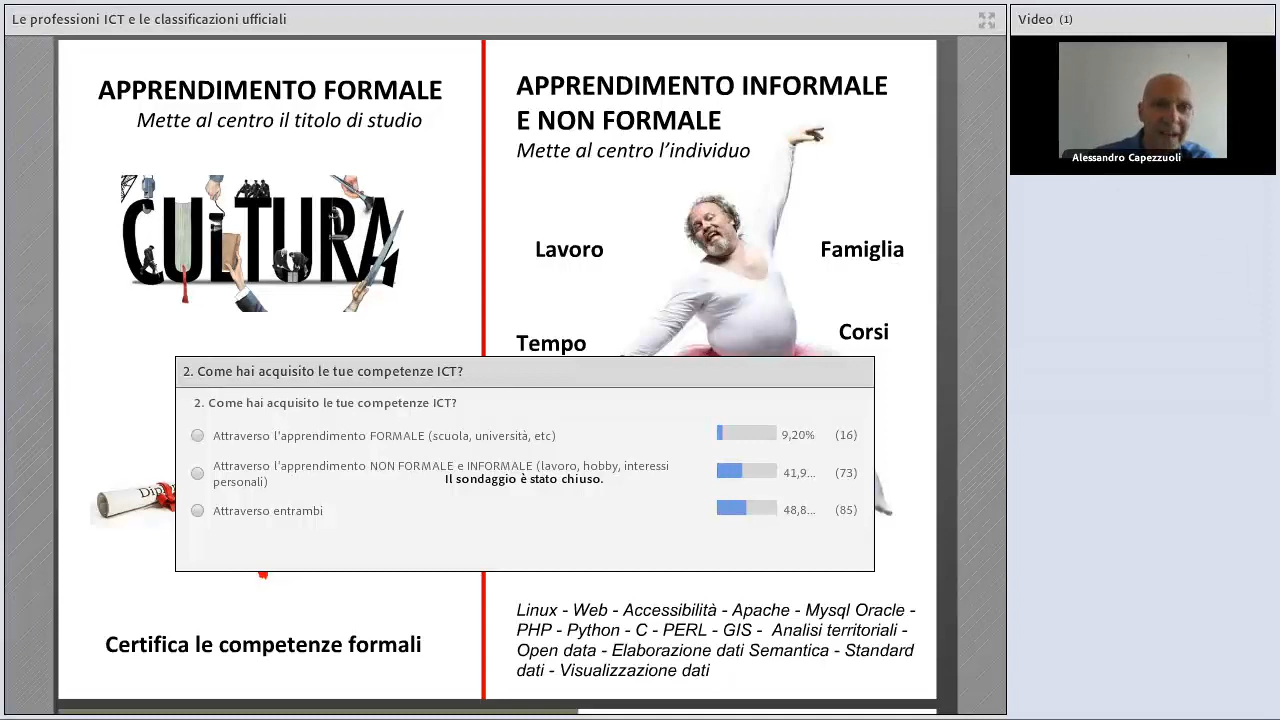 Le professioni ICT e le classificazioni ufficiali
Video (1)
Alessandro Capezzuoli
APPRENDIMENTO FORMALE
Mette al centro il titolo di studio
CULTURA
APPRENDIMENTO INFORMALE
E NON FORMALE
Mette al centro l'individuo
Lavoro
Famiglia
Corsi
Tempo
2. Come hai acquisito le tue competenze ICT?
2. Come hai acquisito le tue competenze ICT?
Attraverso l'apprendimento FORMALE (scuola, università, etc) 9,20% (16)
Attraverso l'apprendimento NON FORMALE e INFORMALE (lavoro, hobby, interessi
personali) 41,9... (73)
Il sondaggio è stato chiuso.
Attraverso entrambi 48,8... (85)
Certifica le competenze formali
Linux - Web - Accessibilità - Apache - Mysql Oracle -
PHP - Python - C - PERL - GIS - Analisi territoriali -
Open data - Elaborazione dati Semantica - Standard
dati - Visualizzazione dati